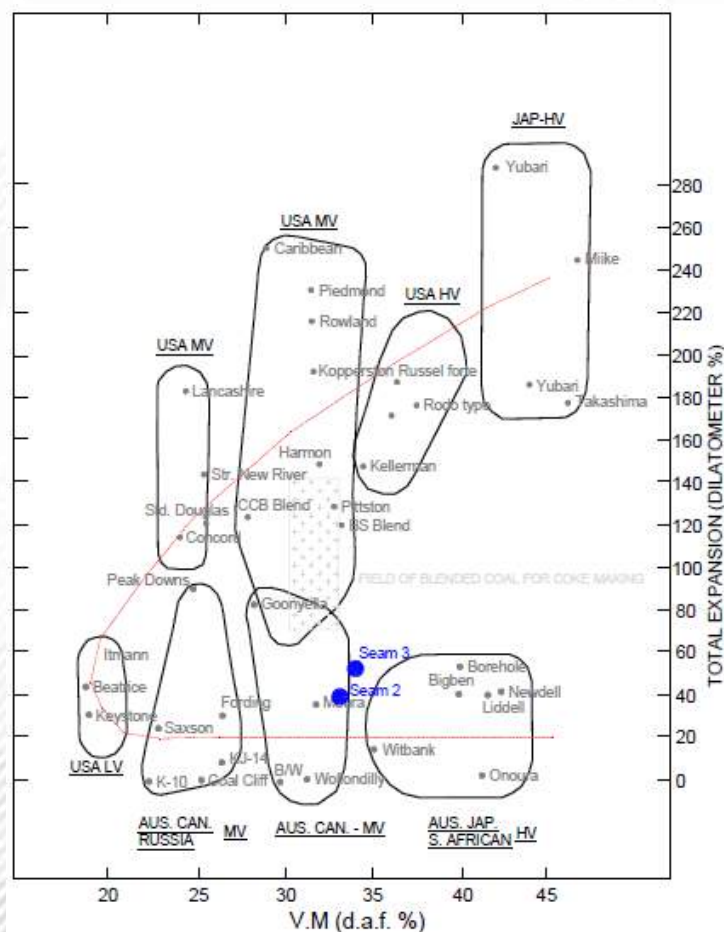 JAP-HV
Yubari
280
USA MV
260
Caribbean
Miike
240
Piedmond
USA HV
220
Rowland
USA MV
200
Kopperston Russel forte
Lancashire
Rodo type
Yubari
180
Takashima
160
Harmon
Kellerman
Str. New River
140
CCB Blend
Pittston
Std. Douglas
BS Blend
120
Concord
100
Peak Downs
FIELD OF BLENDED COAL FOR COKE MAKING
Goonyella
80
Itmann
Seam 3
60
Borehole
Beatrice
Seam 2
Bigben
Newdell
40
Moura
Liddell
Keystone
Fording
Saxson
20
Witbank
USA LV
KJ-14
B/W
K-10
Coal Cliff
Wollondilly
Onoura
0
AUS. CAN.
RUSSIA
MV
AUS. CAN. - MV
AUS. JAP.
S. AFRICAN
HV
20
25
30
35
40
45
V.M (d.a.f. %)
TOTAL EXPANSION (DILATOMETER %)